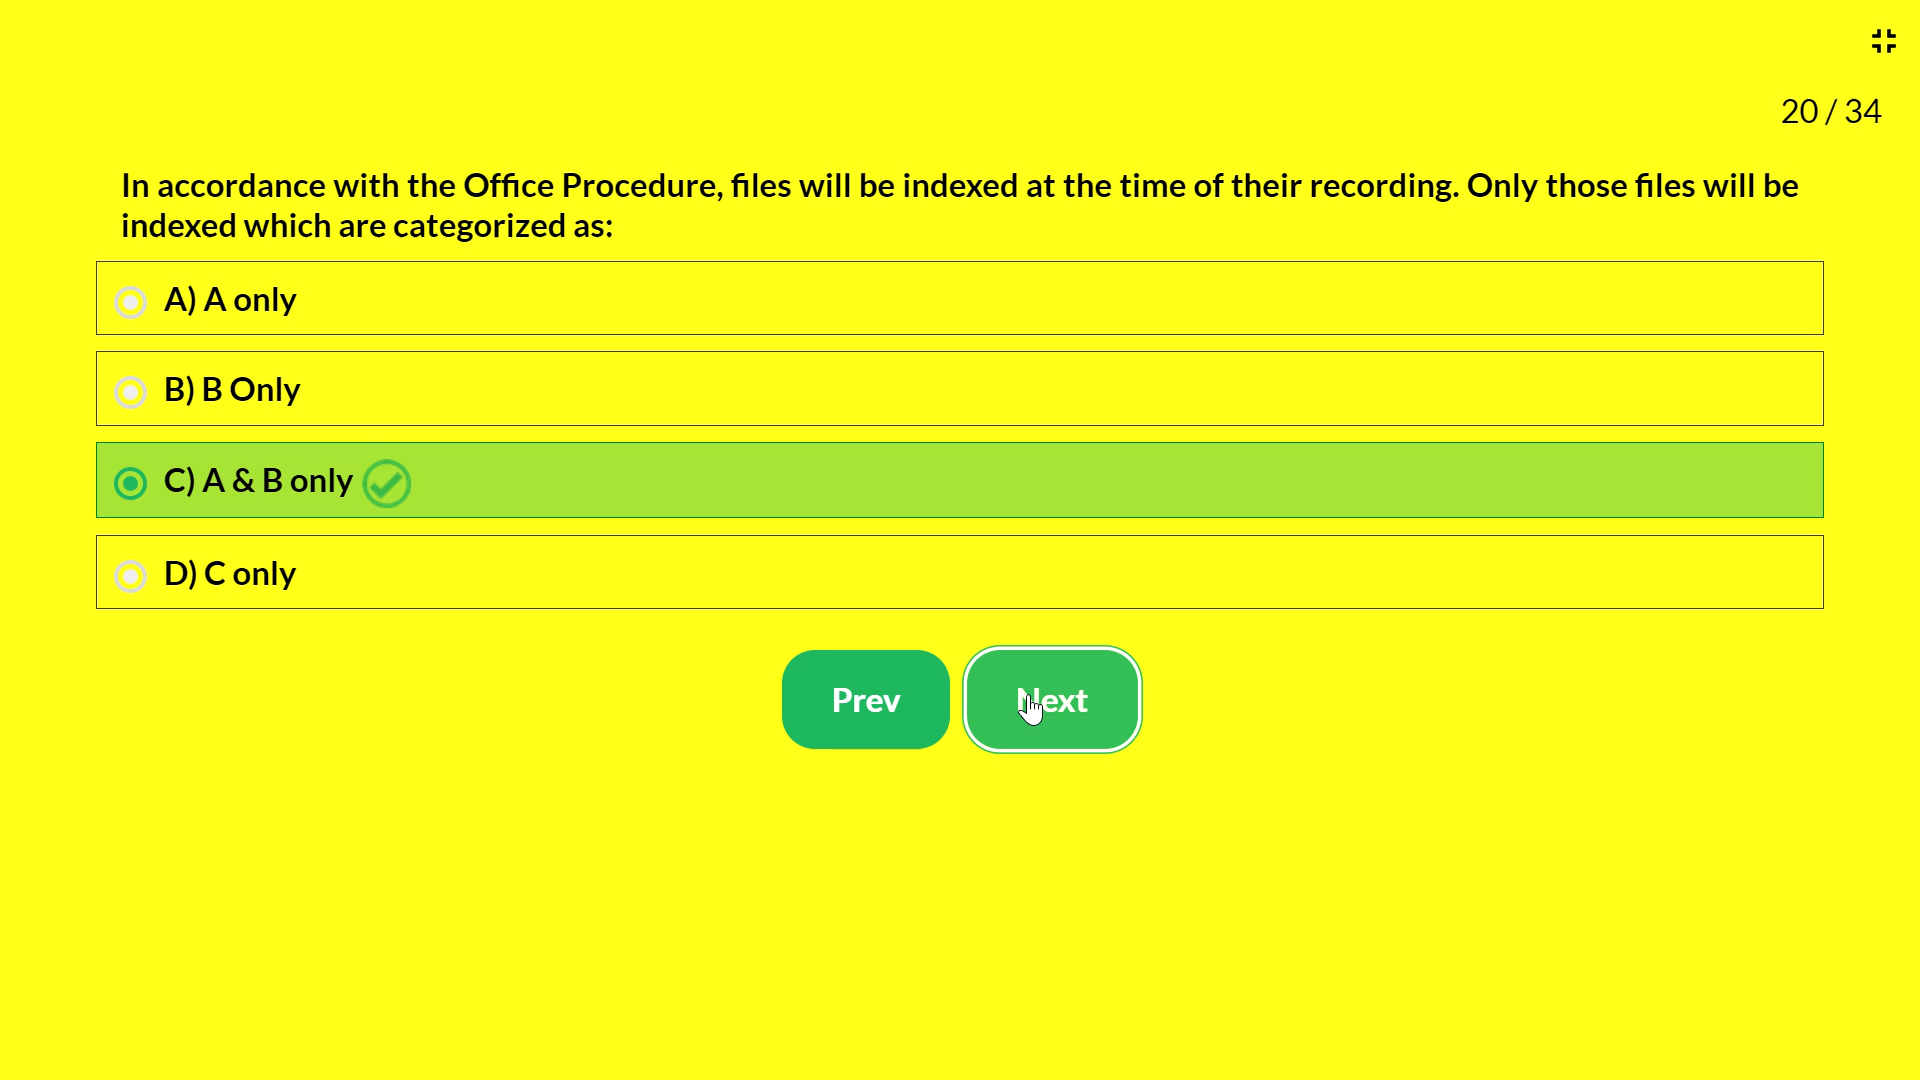 20 / 34
In accordance with the Office Procedure, files will be indexed at the time of their recording. Only those files will be
indexed which are categorized as:
A) A only
B) B Only
C) A & B only
D) C only
Prev
Next